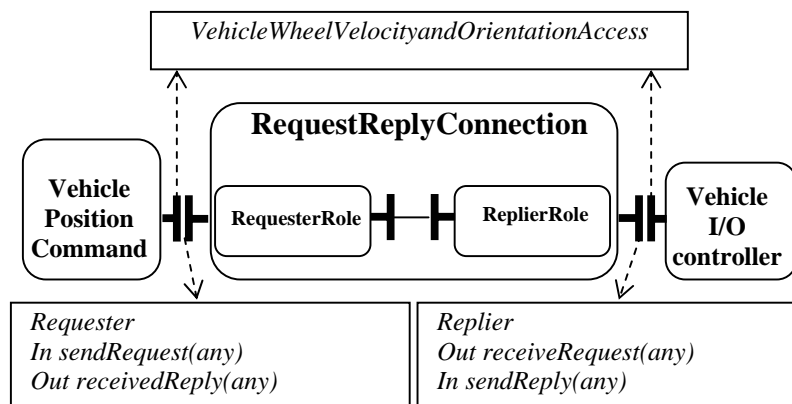 VehicleWheelVelocityandOrientationAccess
RequestReplyConnection
Vehicle
Position
Command
RequesterRole
ReplierRole
Vehicle
I/O
controller
Requester
In sendRequest(any)
Out receivedReply(any)
Replier
Out receiveRequest(any)
In sendReply(any)